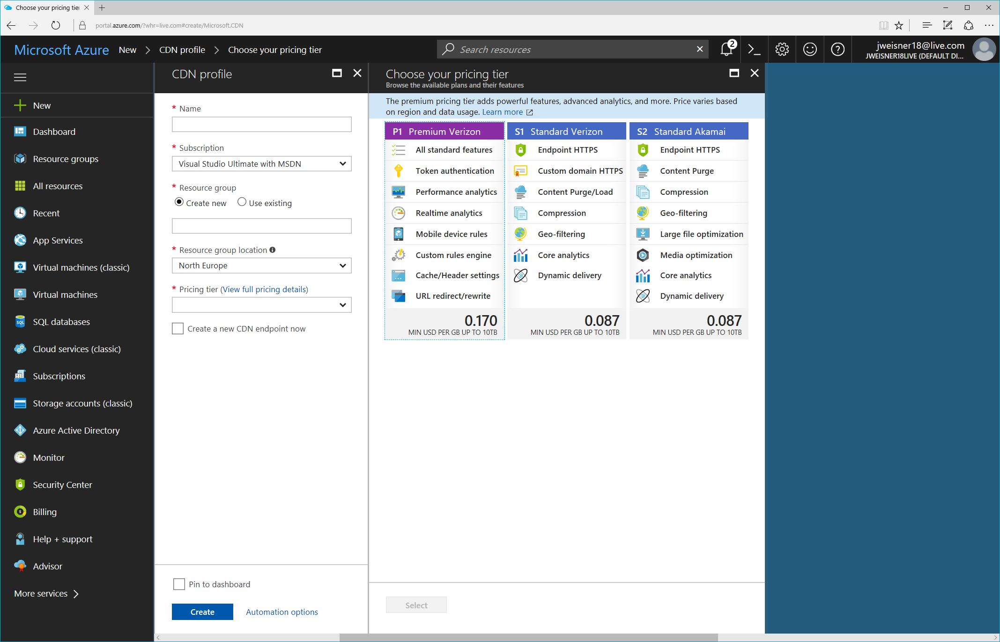 Choose your pricing tier
portal.azure.com/?whr=live.com#create/Microsoft.CDN
Microsoft Azure New CDN profile Choose your pricing tier
Search resources
2
jweisner18@live.com
JWEISNER18LIVE (DEFAULT DI...
New
Dashboard
Resource groups
All resources
Recent
App Services
Virtual machines (classic)
Virtual machines
SQL databases
Cloud services (classic)
Subscriptions
Storage accounts (classic)
Azure Active Directory
Monitor
Security Center
Billing
Help + support
Advisor
More services
CDN profile
* Name
* Subscription
Visual Studio Ultimate with MSDN
* Resource group
Create new Use existing
* Resource group location
North Europe
* Pricing tier (View full pricing details)
Create a new CDN endpoint now
Pin to dashboard
Create Automation options
Choose your pricing tier
Browse the available plans and their features
The premium pricing tier adds powerful features, advanced analytics, and more. Price varies based
on region and data usage. Learn more
P1 Premium Verizon
All standard features
Token authentication
Performance analytics
Realtime analytics
Mobile device rules
Custom rules engine
Cache/Header settings
URL redirect/rewrite
0.170
MIN USD PER GB UP TO 10TB
S1 Standard Verizon
Endpoint HTTPS
Custom domain HTTPS
Content Purge/Load
Compression
Geo-filtering
Core analytics
Dynamic delivery
0.087
MIN USD PER GB UP TO 10TB
S2 Standard Akamai
Endpoint HTTPS
Content Purge
Compression
Geo-filtering
Large file optimization
Media optimization
Core analytics
Dynamic delivery
0.087
MIN USD PER GB UP TO 10TB
Select